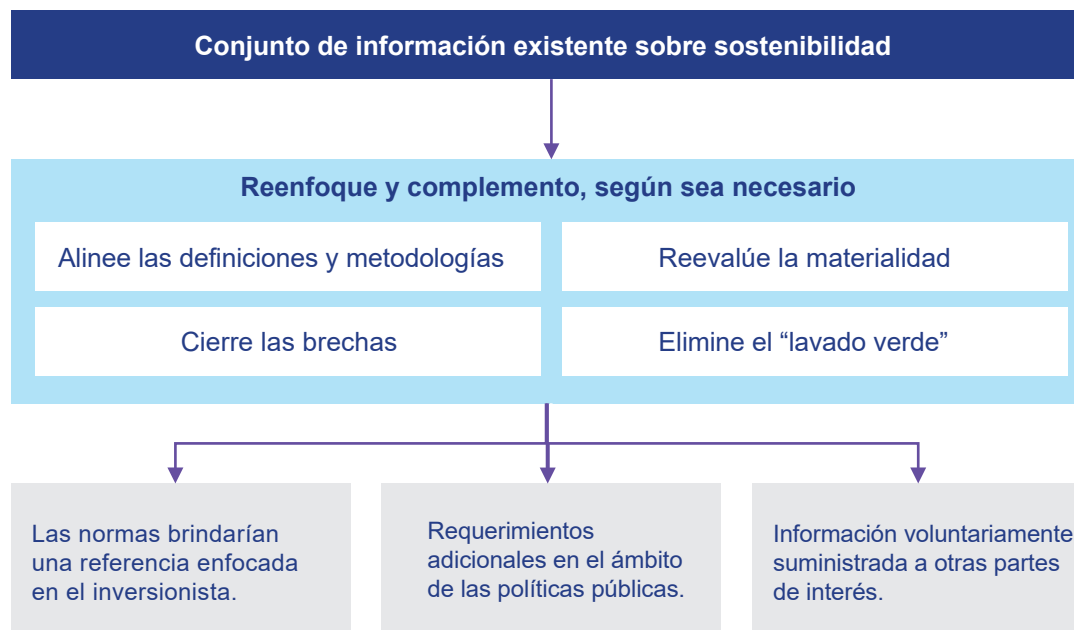 Conjunto de información existente sobre sostenibilidad
Reenfoque y complemento, según sea necesario
Alinee las definiciones y metodologías
Reevalúe la materialidad
Cierre las brechas
Elimine el “lavado verde”
Las normas brindarían
una referencia enfocada
en el inversionista.
Requerimientos
adicionales en el ámbito
de las políticas públicas.
Información voluntariamente
suministrada a otras partes
de interés.